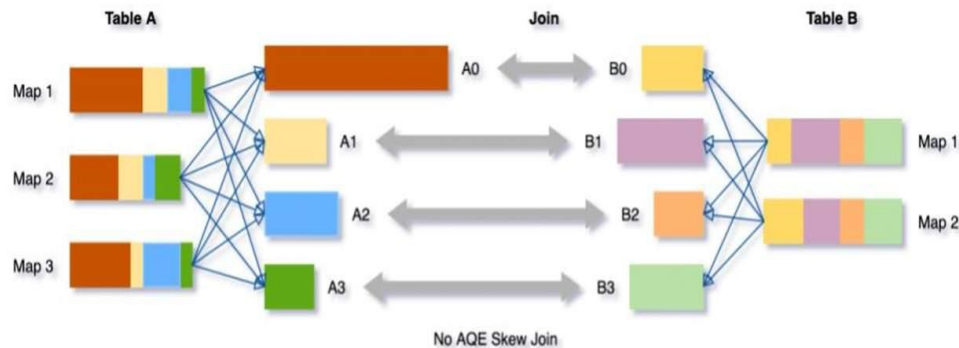 Table A Join Table B
A0 B0
Map 1
A1 B1 Map 1
Map 2
A2 B2 Map 2
Map 3
A3 B3
No AQE Skew Join